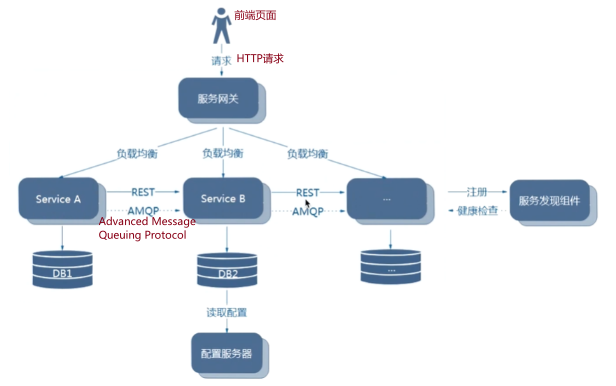 前端页面
请求
HTTP请求
服务网关
负载均衡
负载均衡
负载均衡
Service A
REST
Service B
REST
...
注册
服务发现组件
AMQP
AMQP
健康检查
Advanced Message
Queuing Protocol
DB1
DB2
...
读取配置
配置服务器